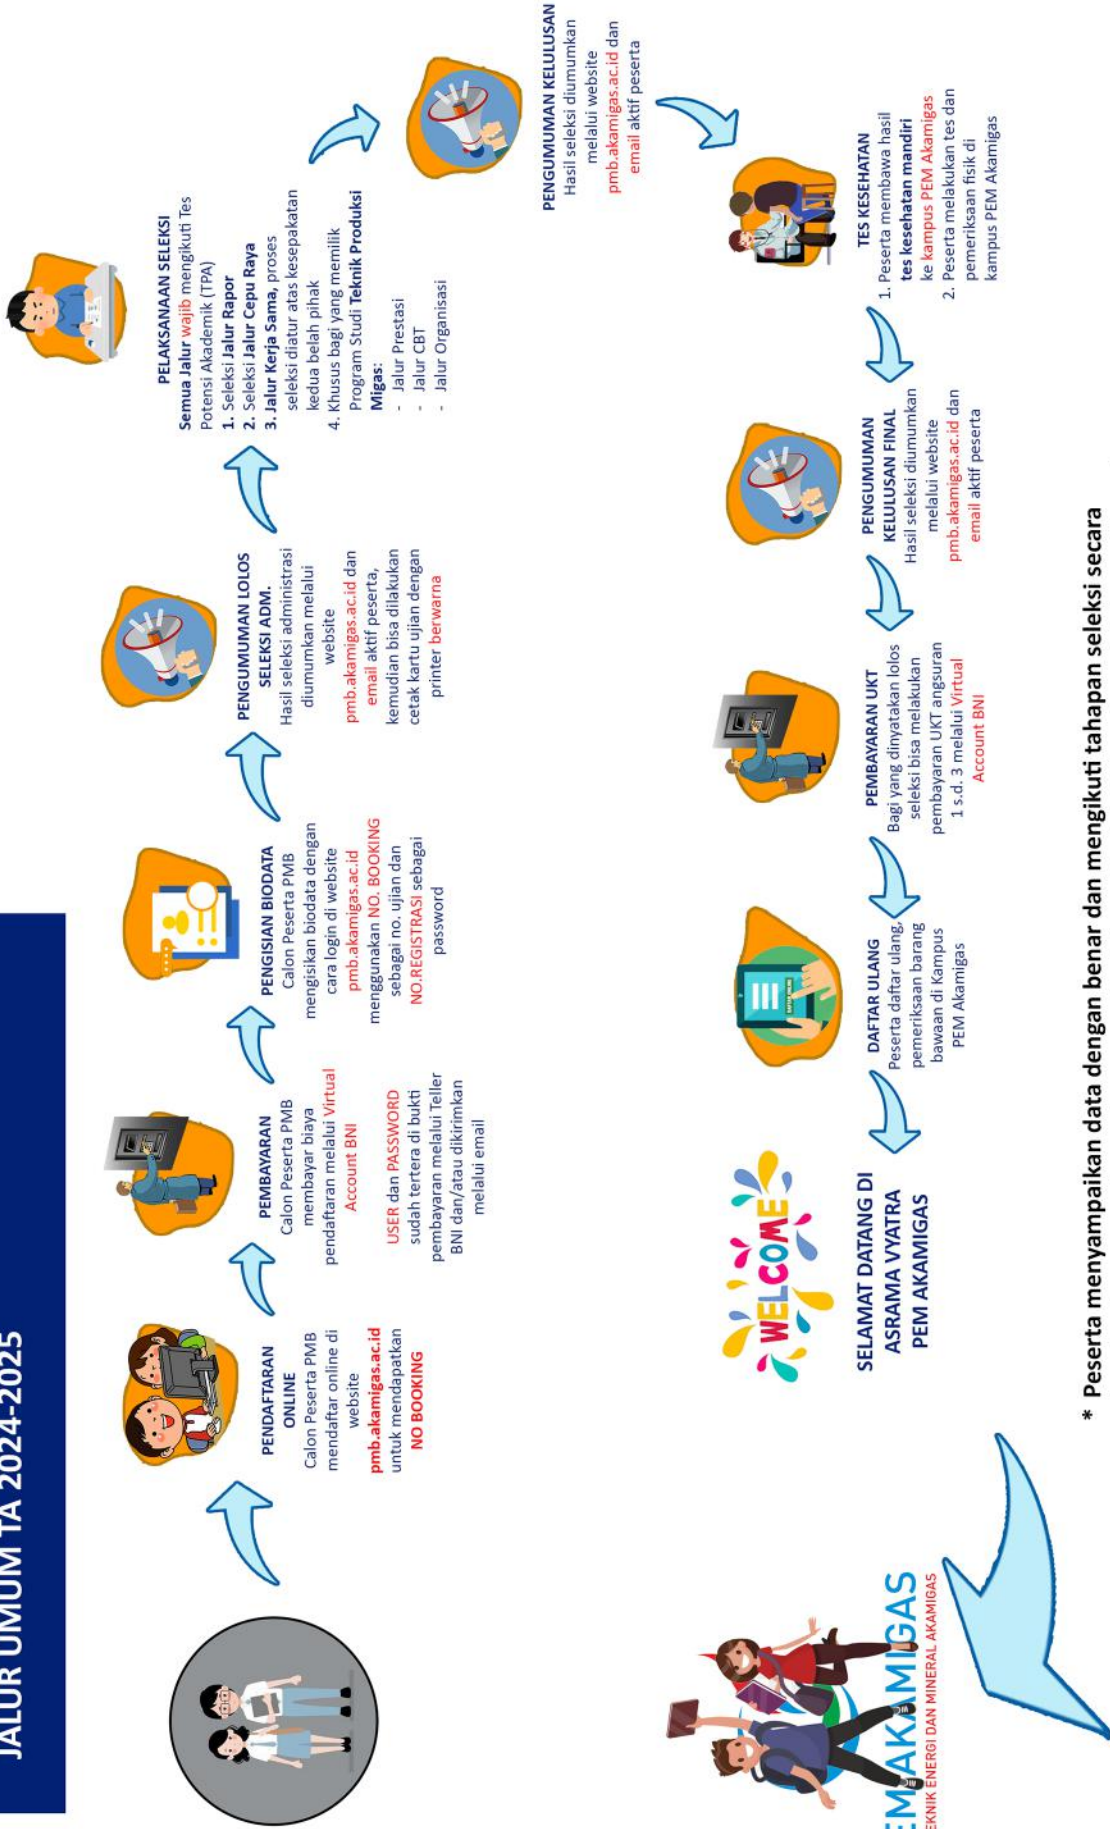 JALUR UMUM TA 2024-2025
PENDAFTARAN
ONLINE
Calon Peserta PMB
mendaftar online di
website
pmb.akamigas.ac.id
untuk mendapatkan
NO BOOKING
PEMBAYARAN
Calon Peserta PMB
membayar biaya
pendaftaran melalui Virtual
Account BNI
USER dan PASSWORD
sudah tertera di bukti
pembayaran melalui Teller
BNI dan/atau dikirimkan
melalui email
PENGISIAN BIODATA
Calon Peserta PMB
mengisikan biodata dengan
cara login di website
pmb.akamigas.ac.id
menggunakan NO. BOOKING
sebagai no. ujian dan
NO.REGISTRASI sebagai
password
PENGUMUMAN LOLOS
SELEKSI ADM.
Hasil seleksi administrasi
diumumkan melalui
website
pmb.akamigas.ac.id dan
email aktif peserta,
kemudian bisa dilakukan
cetak kartu ujian dengan
printer berwarna
PELAKSANAAN SELEKSI
Semua Jalur wajib mengikuti Tes
Potensi Akademik (TPA)
1. Seleksi Jalur Rapor
2. Seleksi Jalur Cepu Raya
3. Jalur Kerja Sama, proses
seleksi diatur atas kesepakatan
kedua belah pihak
4. Khusus bagi yang memilik
Program Studi Teknik Produksi
Migas:
- Jalur Prestasi
- Jalur CBT
- Jalur Organisasi
PENGUMUMAN KELULUSAN
Hasil seleksi diumumkan
melalui website
pmb.akamigas.ac.id dan
email aktif peserta
TES KESEHATAN
1. Peserta membawa hasil
tes kesehatan mandiri
ke kampus PEM Akamigas
2. Peserta melakukan tes dan
pemeriksaan fisik di
kampus PEM Akamigas
PENGUMUMAN
KELULUSAN FINAL
Hasil seleksi diumumkan
melalui website
pmb.akamigas.ac.id dan
email aktif peserta
PEMBAYARAN UKT
Bagi yang dinyatakan lolos
seleksi bisa melakukan
pembayaran UKT angsuran
1 s.d. 3 melalui Virtual
Account BNI
DAFTAR ULANG
Peserta daftar ulang,
pemeriksaan barang
bawaan di Kampus
PEM Akamigas
WELCOME
SELAMAT DATANG DI
ASRAMA VYATRA
PEM AKAMIGAS
EMAKAMIGAS
EKNIK ENERGI DAN MINERAL AKAMIGAS
* Peserta menyampaikan data dengan benar dan mengikuti tahapan seleksi secara